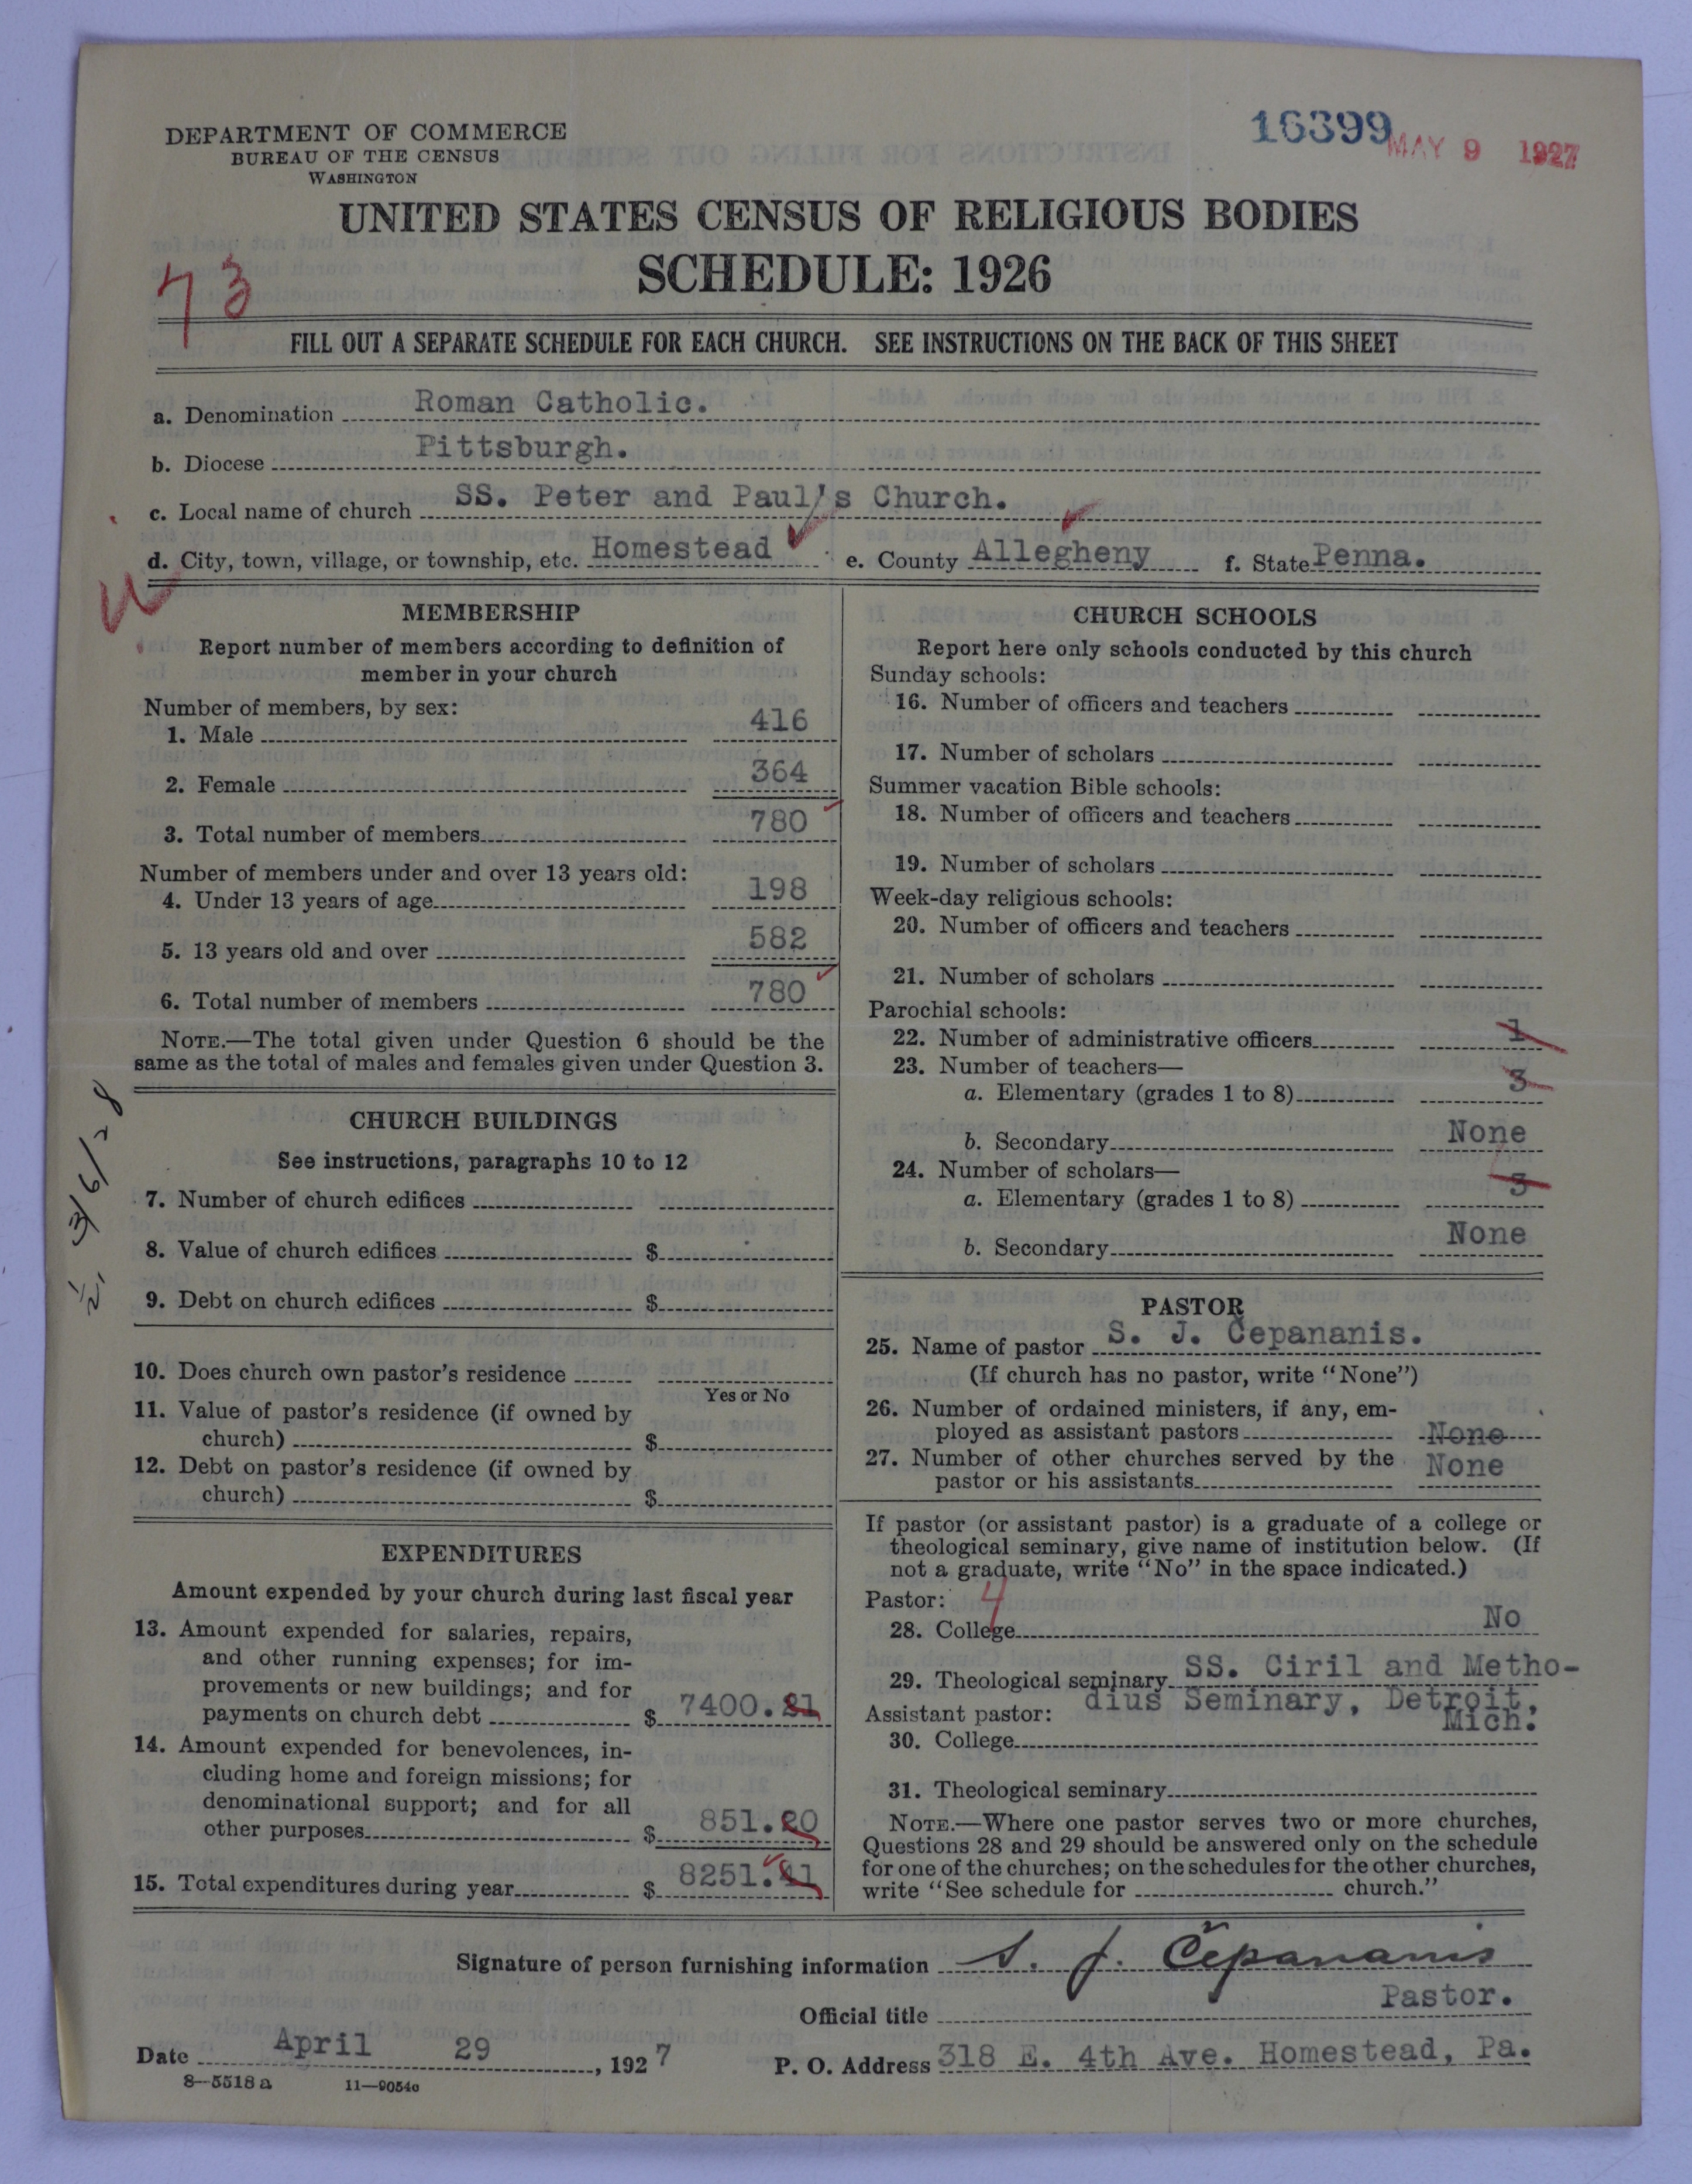 DEPARTMENT OF COMMERCE
BUREAU OF THE CENSUS
WASHINGTON
16399
MAY 9 1927
UNITED STATES CENSUS OF RELIGIOUS BODIES
SCHEDULE: 1926
73
FILL OUT A SEPARATE SCHEDULE FOR EACH CHURCH. SEE INSTRUCTIONS ON THE BACK OF THIS SHEET
a. Denomination Roman Catholic.
b. Diocese Pittsburgh.
c. Local name of church SS. Peter and Paul's Church.
d. City, town, village, or township, etc. Homestead e. County Allegheny f. State Penna.
MEMBERSHIP
Report number of members according to definition of
member in your church
Number of members, by sex:
1. Male 416
2. Female 364
3. Total number of members 780
Number of members under and over 13 years old:
4. Under 13 years of age 198
5. 13 years old and over 582
6. Total number of members 780
NOTE.—The total given under Question 6 should be the
same as the total of males and females given under Question 3.
CHURCH BUILDINGS
See instructions, paragraphs 10 to 12
7. Number of church edifices
8. Value of church edifices $
9. Debt on church edifices $
10. Does church own pastor's residence
Yes or No
11. Value of pastor's residence (if owned by
church) $
12. Debt on pastor's residence (if owned by
church) $
3/6/28
EXPENDITURES
Amount expended by your church during last fiscal year
13. Amount expended for salaries, repairs,
and other running expenses; for im-
provements or new buildings; and for
payments on church debt $ 7400.21
14. Amount expended for benevolences, in-
cluding home and foreign missions; for
denominational support; and for all
other purposes $ 851.20
15. Total expenditures during year $ 8251.41
CHURCH SCHOOLS
Report here only schools conducted by this church
Sunday schools:
16. Number of officers and teachers
17. Number of scholars
Summer vacation Bible schools:
18. Number of officers and teachers
19. Number of scholars
Week-day religious schools:
20. Number of officers and teachers
21. Number of scholars
Parochial schools:
22. Number of administrative officers 1
23. Number of teachers—
a. Elementary (grades 1 to 8) 3
b. Secondary None
24. Number of scholars—
a. Elementary (grades 1 to 8) 3
b. Secondary None
PASTOR
25. Name of pastor S. J. Čepananis.
(If church has no pastor, write "None")
26. Number of ordained ministers, if any, em-
ployed as assistant pastors None
27. Number of other churches served by the
pastor or his assistants None
If pastor (or assistant pastor) is a graduate of a college or
theological seminary, give name of institution below. (If
not a graduate, write "No" in the space indicated.)
Pastor: 4
28. College No
29. Theological seminary SS. Ciril and Metho-
dius Seminary, Detroit,
Mich.
Assistant pastor:
30. College
31. Theological seminary
NOTE.—Where one pastor serves two or more churches,
Questions 28 and 29 should be answered only on the schedule
for one of the churches; on the schedules for the other churches,
write "See schedule for church."
Signature of person furnishing information S. J. Čepananis
Official title Pastor.
Date April 29, 1927 P. O. Address 318 E. 4th Ave. Homestead, Pa.
8—5518a 11—9054c